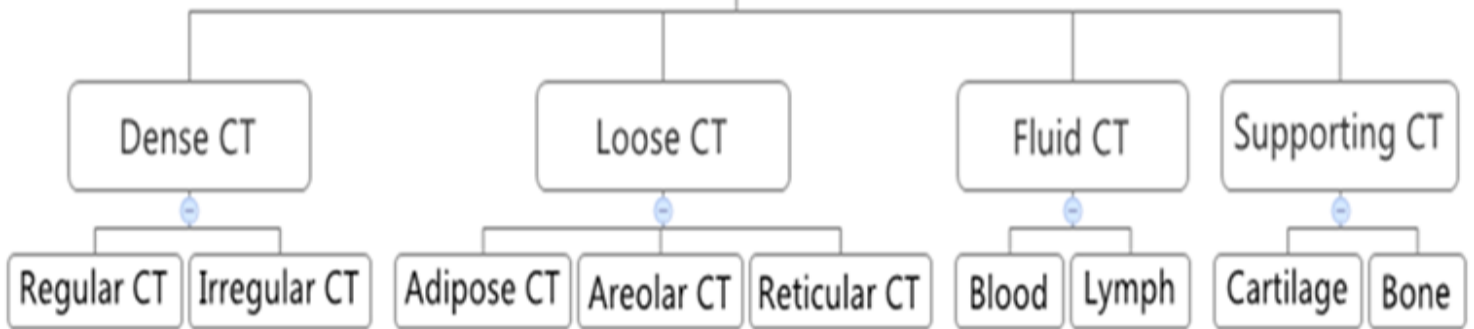 Dense CT
Loose CT
Fluid CT
Supporting CT
Regular CT
Irregular CT
Adipose CT
Areolar CT
Reticular CT
Blood
Lymph
Cartilage
Bone